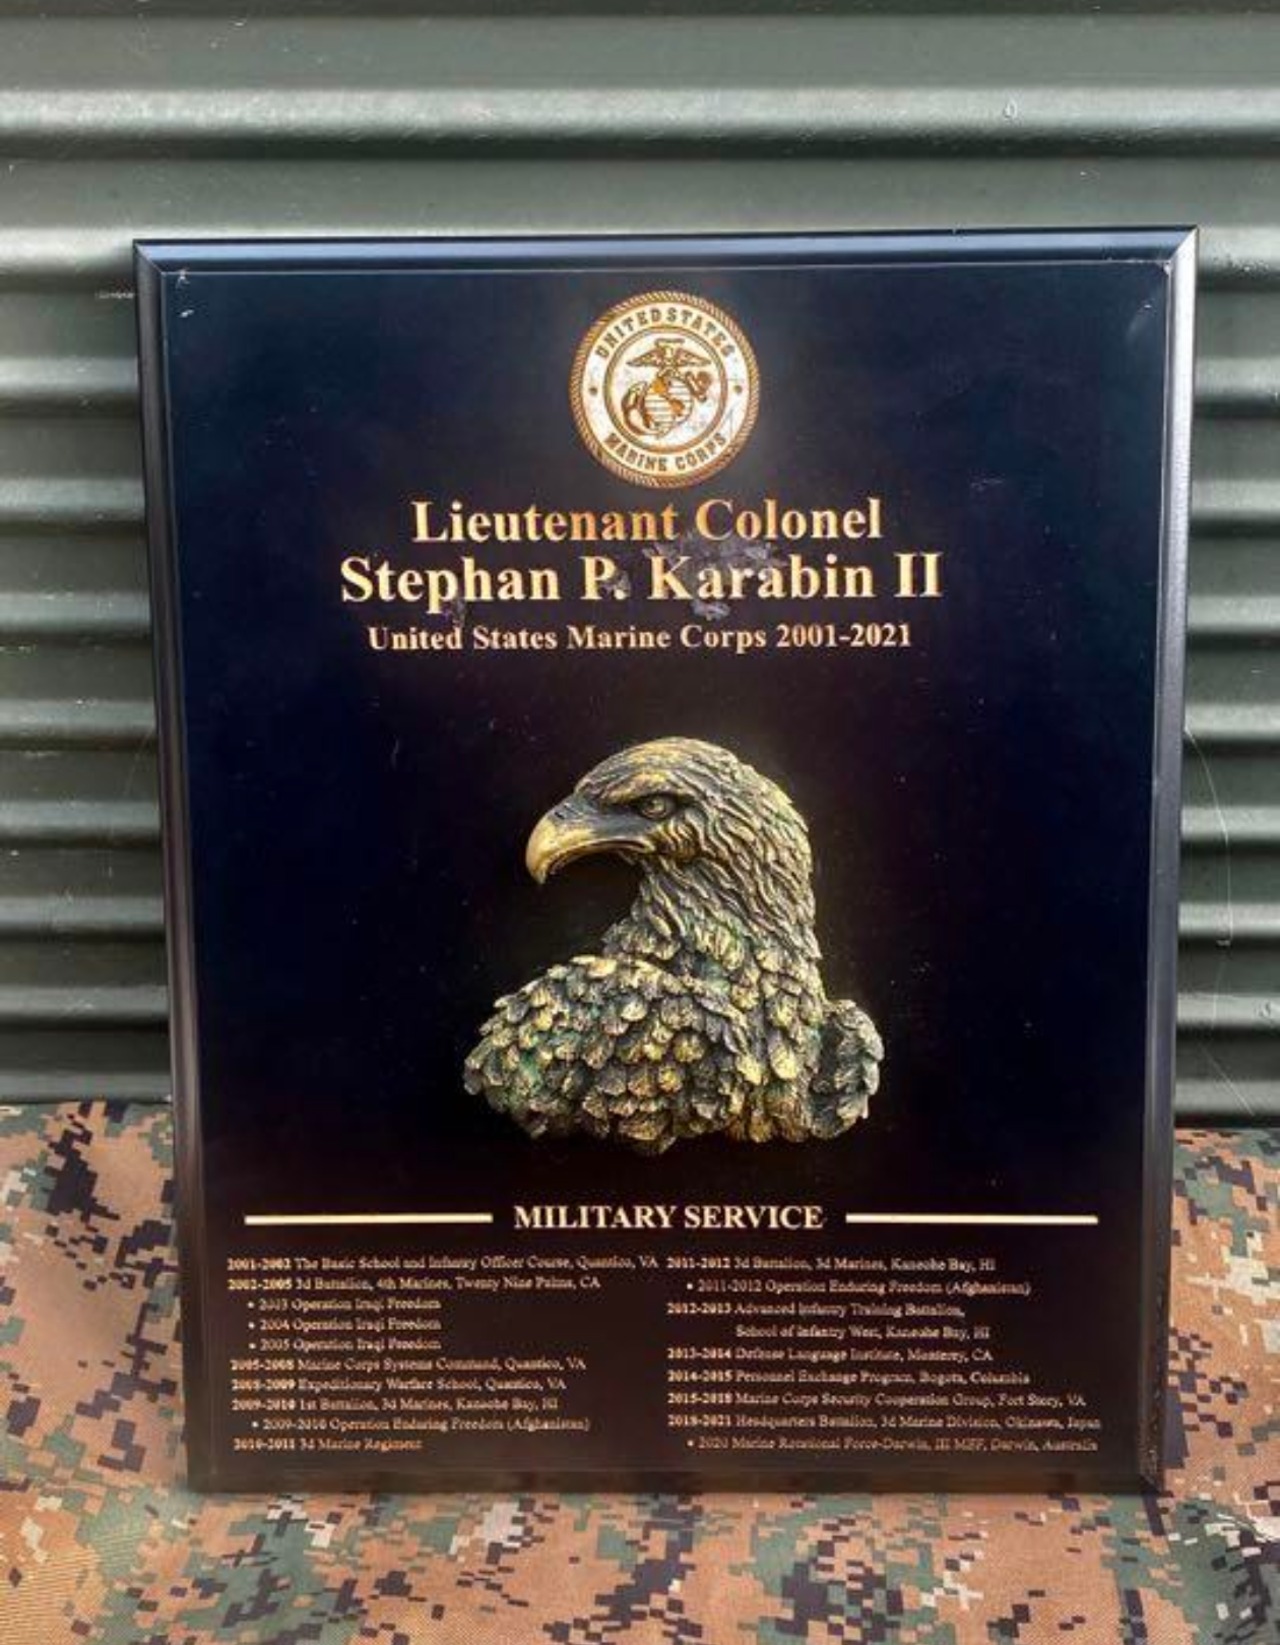 UNITED STATES
MARINE CORPS
Lieutenant Colonel
Stephan P. Karabin II
United States Marine Corps 2001-2021
MILITARY SERVICE
2001-2002 The Basic School and Infantry Officer Course, Quantico, VA
2002-2005 3d Battalion, 4th Marines, Twenty Nine Palms, CA
• 2003 Operation Iraqi Freedom
• 2004 Operation Iraqi Freedom
• 2005 Operation Iraqi Freedom
2005-2008 Marine Corps Systems Command, Quantico, VA
2008-2009 Expeditionary Warfare School, Quantico, VA
2009-2010 1st Battalion, 3d Marines, Kaneohe Bay, HI
• 2009-2010 Operation Enduring Freedom (Afghanistan)
2010-2011 3d Marine Regiment
2011-2012 3d Battalion, 3d Marines, Kaneohe Bay, HI
• 2011-2012 Operation Enduring Freedom (Afghanistan)
2012-2013 Advanced Infantry Training Battalion,
School of Infantry West, Kaneohe Bay, HI
2013-2014 Defense Language Institute, Monterey, CA
2014-2015 Personnel Exchange Program, Bogota, Columbia
2015-2018 Marine Corps Security Cooperation Group, Fort Story, VA
2018-2021 Headquarters Battalion, 3d Marine Division, Okinawa, Japan
• 2020 Marine Rotational Force-Darwin, III MEF, Darwin, Australia